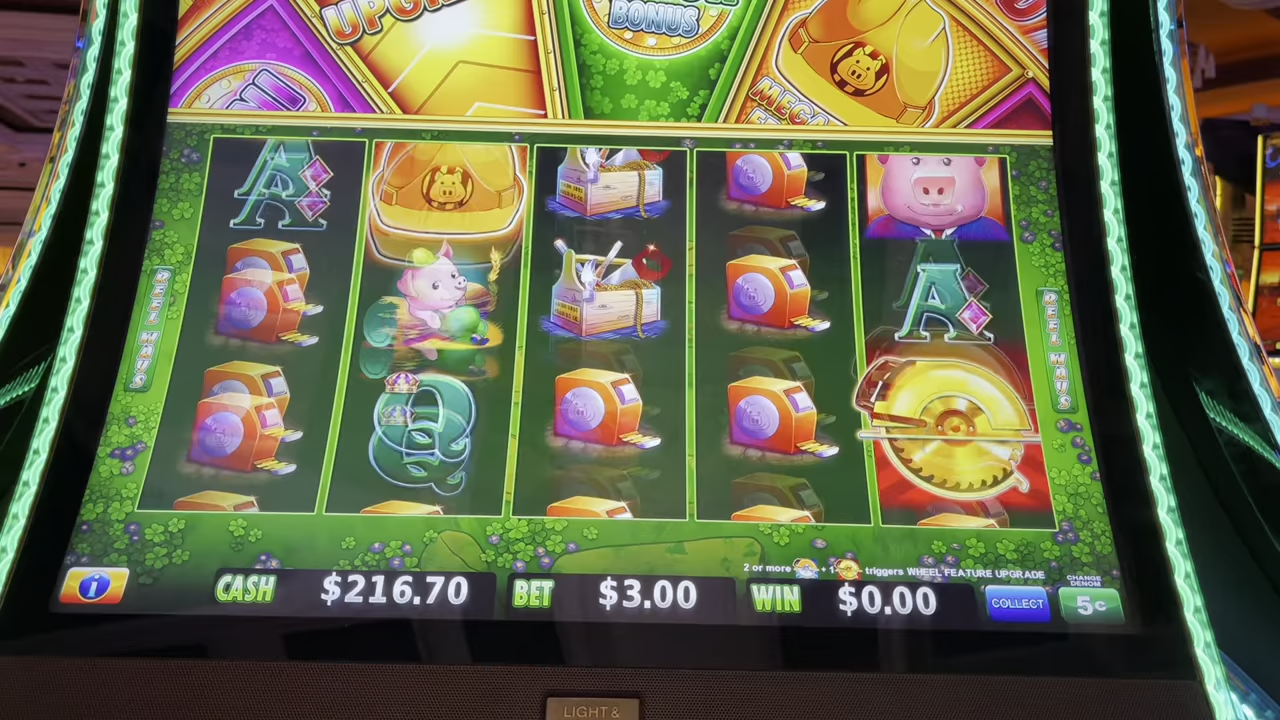 UPGR
BONUS
MEGA
A
A
Q
REEL WAYS
REEL WAYS
2 or more + 1 triggers WHEEL FEATURE UPGRADE
CASH $216.70 BET $3.00 WIN $0.00 COLLECT
CHANGE DENOM
5¢
LIGHT &